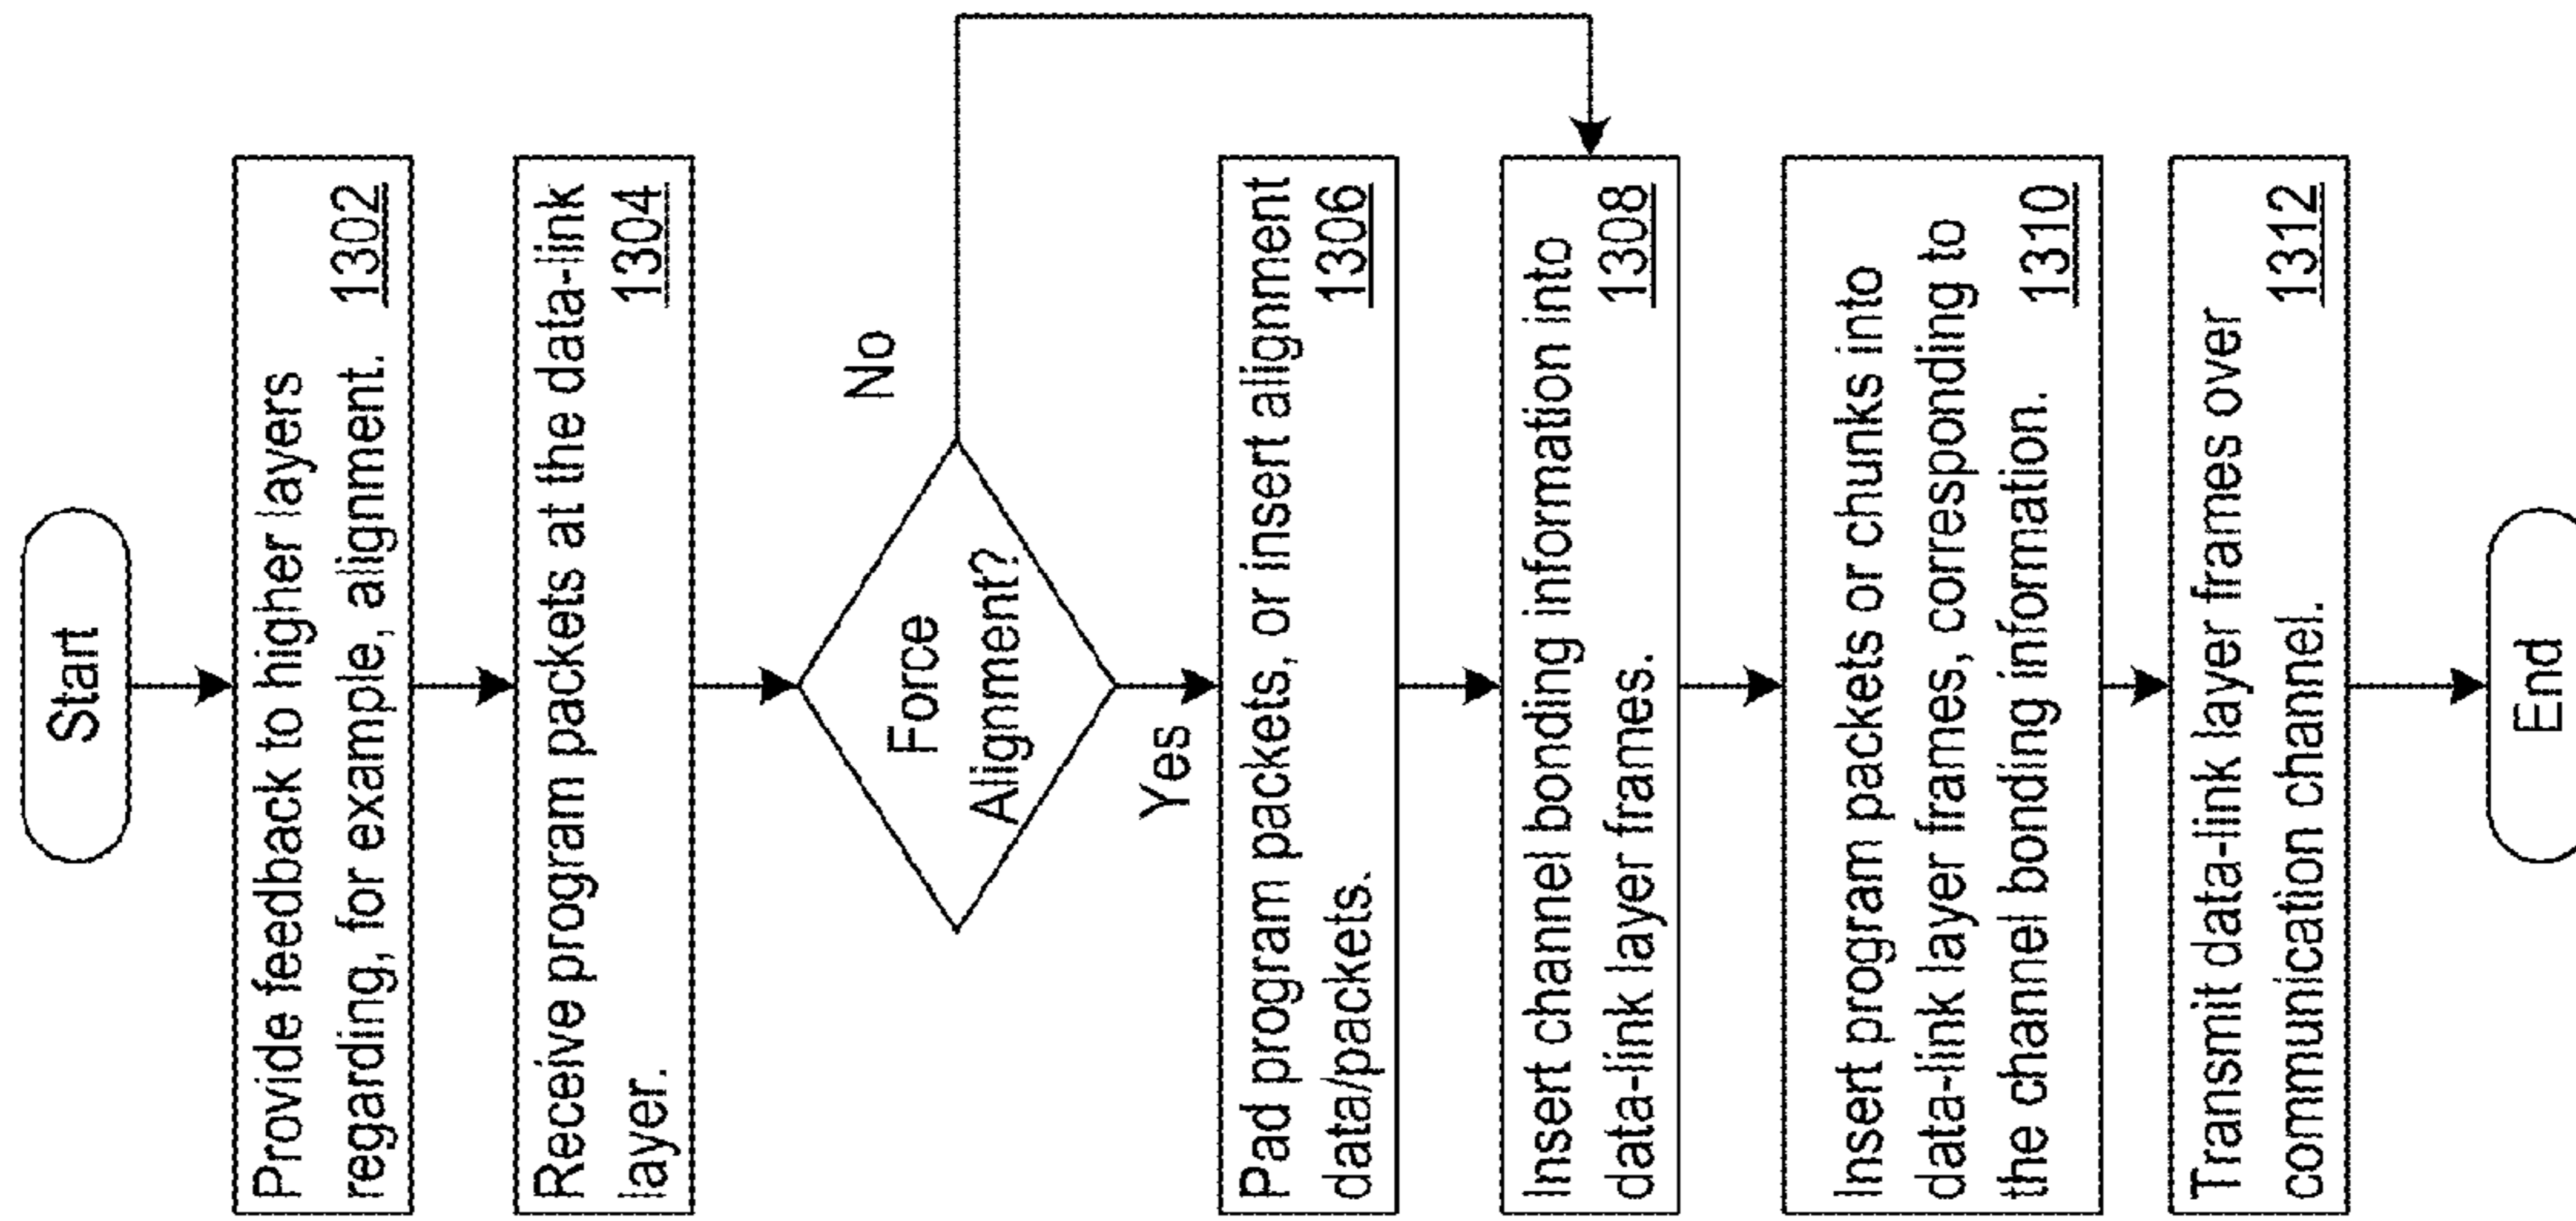 Start
Provide feedback to higher layers
regarding, for example, alignment. 1302
Receive program packets at the data-link
layer. 1304
Force
Alignment?
No
Yes
Pad program packets, or insert alignment
data/packets. 1306
Insert channel bonding information into
data-link layer frames. 1308
Insert program packets or chunks into
data-link layer frames, corresponding to
the channel bonding information. 1310
Transmit data-link layer frames over
communication channel. 1312
End